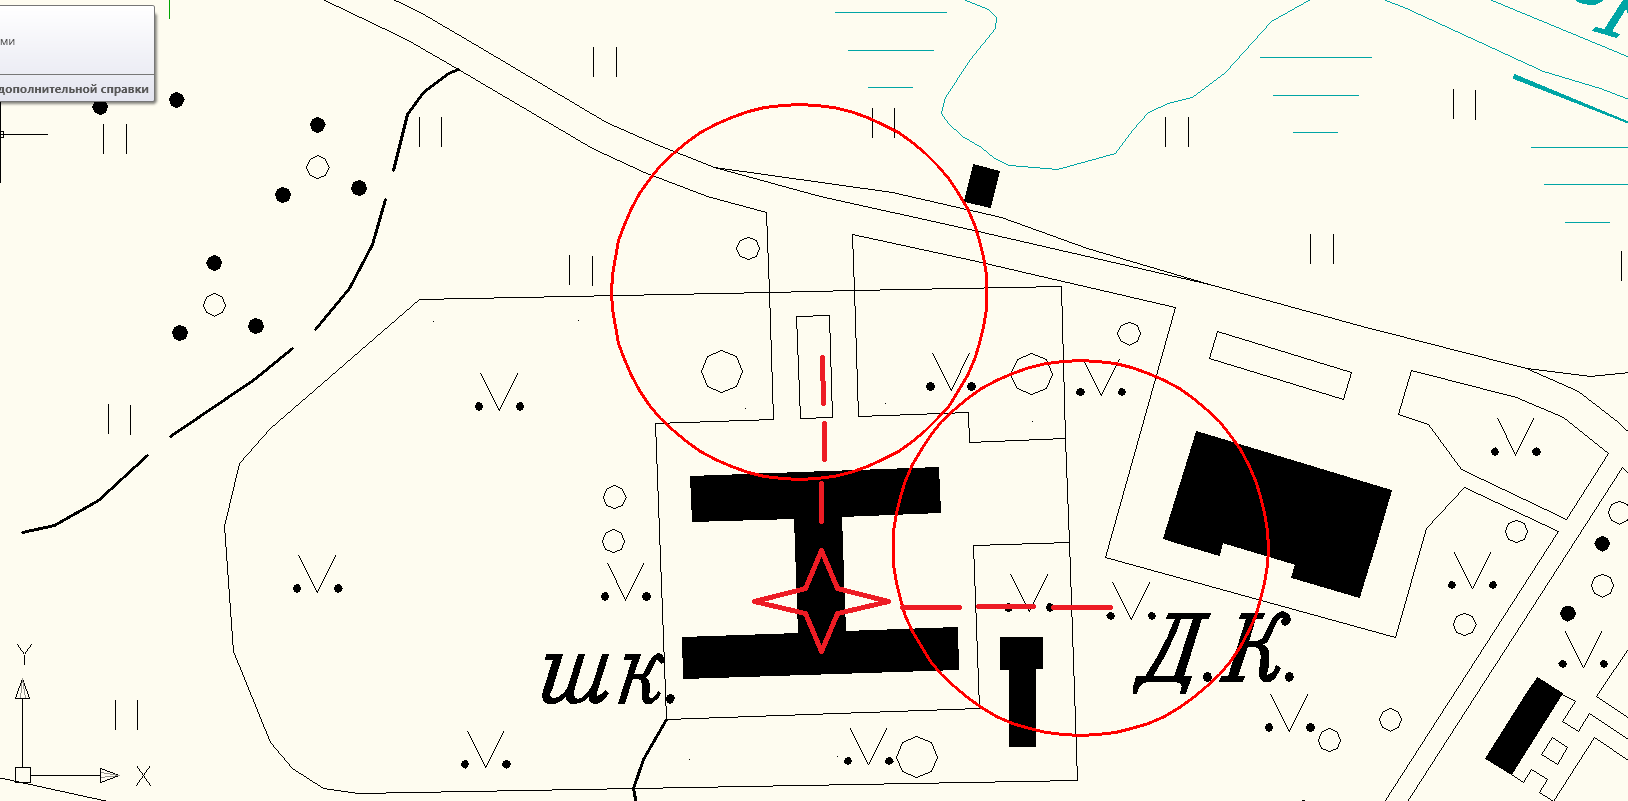 ми
дополнительной справки
шк.
Д.К.
Y
X